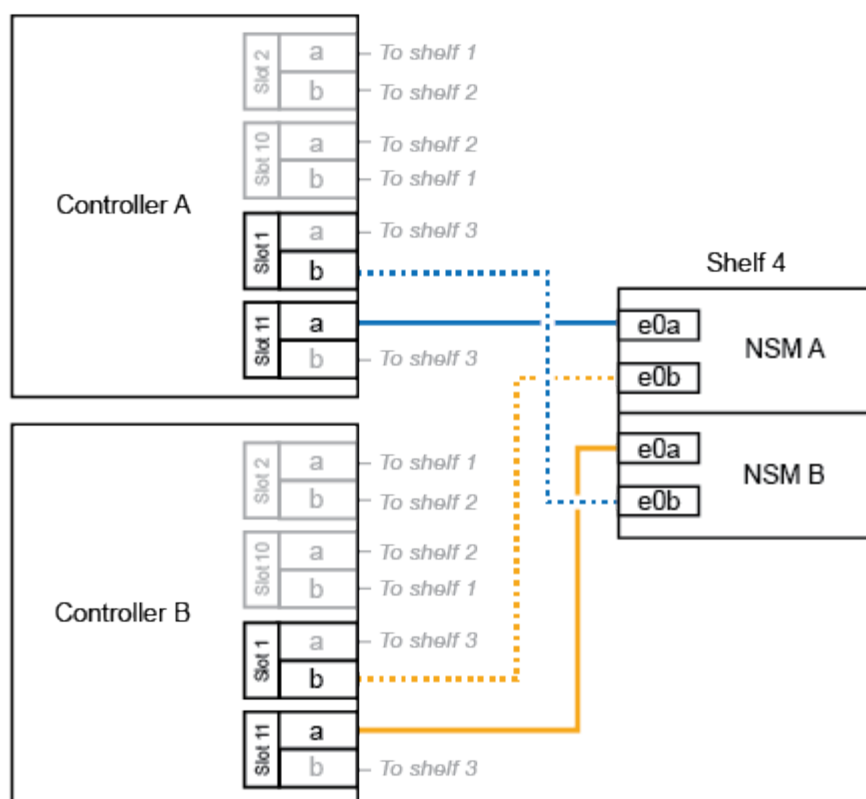 Controller A
Slot 2
a
To shelf 1
b
To shelf 2
Slot 10
a
To shelf 2
b
To shelf 1
Slot 1
a
To shelf 3
b
Slot 11
a
b
To shelf 3
Controller B
Slot 2
a
To shelf 1
b
To shelf 2
Slot 10
a
To shelf 2
b
To shelf 1
Slot 1
a
To shelf 3
b
Slot 11
a
b
To shelf 3
Shelf 4
e0a
e0b
NSM A
e0a
e0b
NSM B